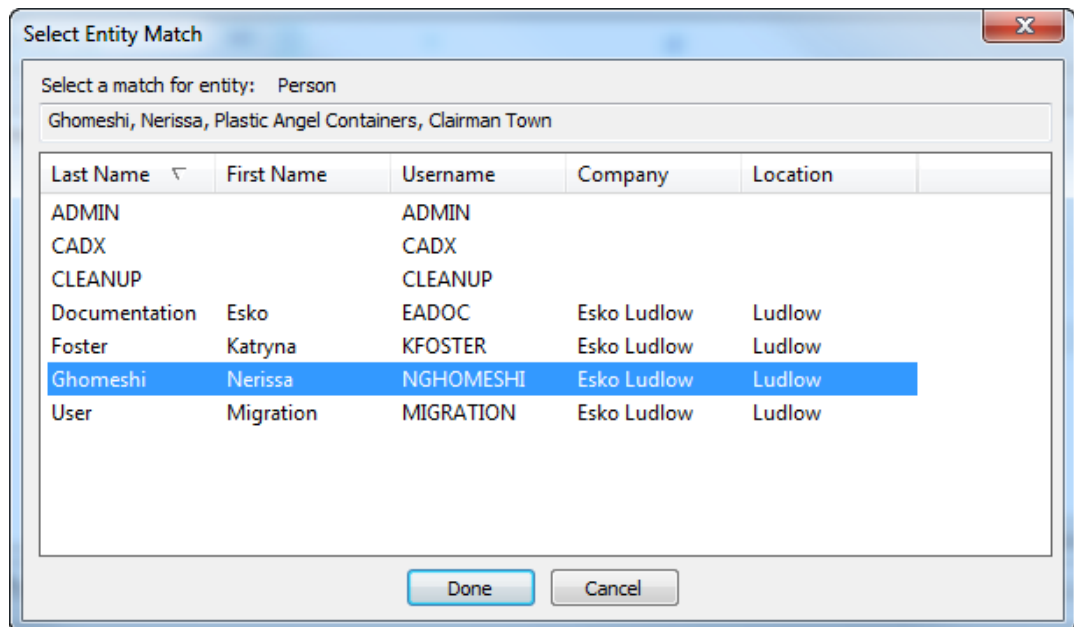 Select Entity Match
Select a match for entity: Person
Ghomeshi, Nerissa, Plastic Angel Containers, Clairman Town
Last Name First Name Username Company Location
ADMIN ADMIN
CADX CADX
CLEANUP CLEANUP
Documentation Esko EADOC Esko Ludlow Ludlow
Foster Katryna KFOSTER Esko Ludlow Ludlow
Ghomeshi Nerissa NGHOMESHI Esko Ludlow Ludlow
User Migration MIGRATION Esko Ludlow Ludlow
Done Cancel